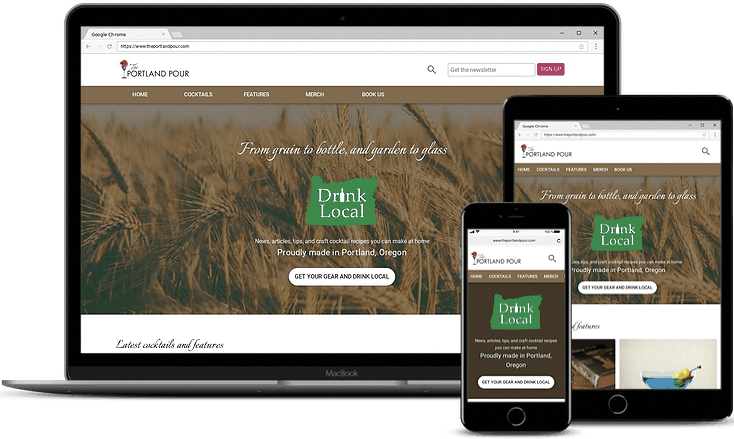 Google Chrome
https://www.theportlandpour.com
The
PORTLAND POUR
Get the newsletter
SIGN UP
HOME COCKTAILS FEATURES MERCH BOOK US
From grain to bottle, and garden to glass
Drink
Local
News, articles, tips, and craft cocktail recipes you can make at home
Proudly made in Portland, Oregon
GET YOUR GEAR AND DRINK LOCAL
Latest cocktails and features
MacBook
Google Chrome
https://www.theportlandpour.com/
The
PORTLAND POUR
HOME COCKTAILS FEATURES MERCH BOOK US
From grain to bottle, and garden to glass
Drink
Local
tips, and craft cocktail recipes you can make at home
made in Portland, Oregon
GET YOUR GEAR AND DRINK LOCAL
and features
9:41
www.theportlandpour.com
The
PORTLAND POUR
HOME COCKTAILS FEATURES MERCH
Drink
Local
News, articles, tips, and craft cocktail recipes
you can make at home
Proudly made in Portland,
Oregon
GET YOUR GEAR AND DRINK LOCAL